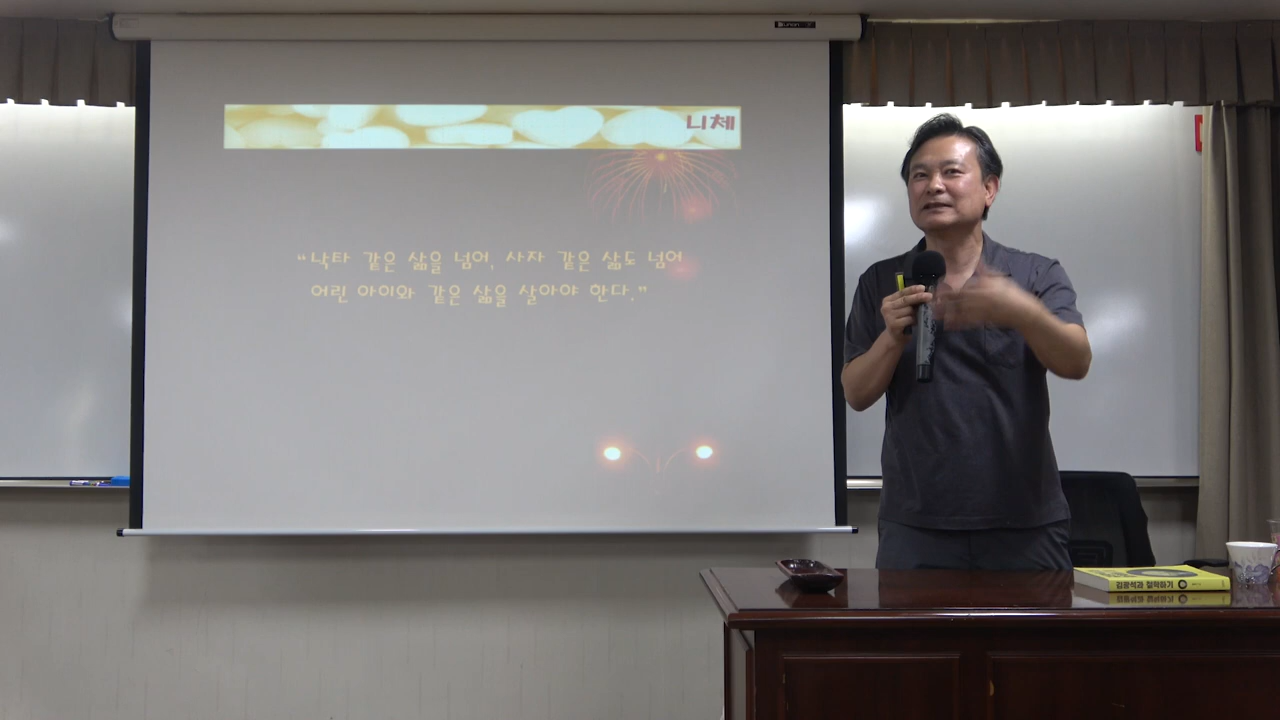 니체
“낙타 같은 삶을 넘어, 사자 같은 삶도 넘어
어린 아이와 같은 삶을 살아야 한다.”
김광석과 철학하기